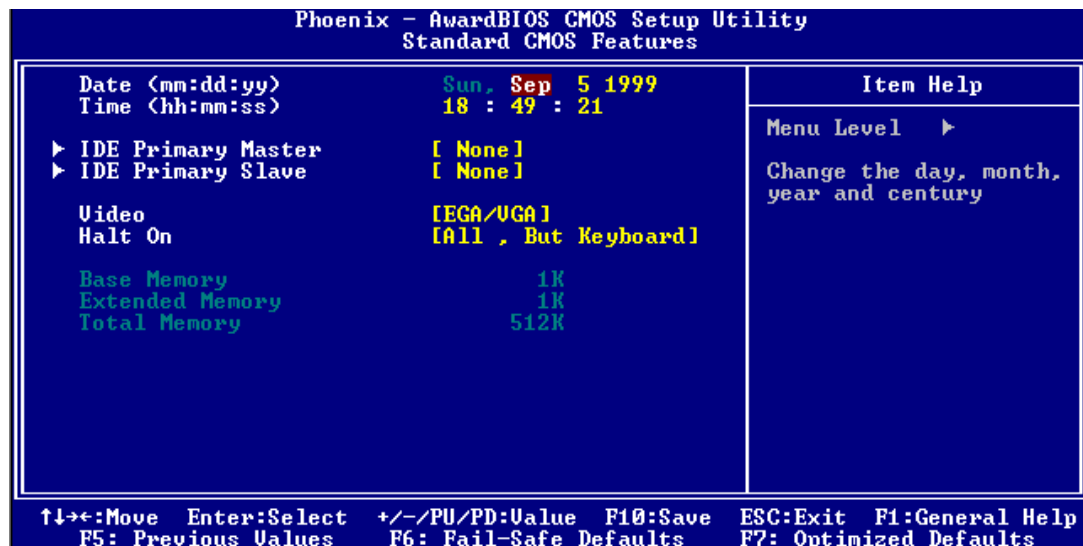 Phoenix - AwardBIOS CMOS Setup Utility
Standard CMOS Features
Date (mm:dd:yy) Sun, Sep 5 1999
Time (hh:mm:ss) 18 : 49 : 21
IDE Primary Master [ None]
IDE Primary Slave [ None]
Video [EGA/VGA]
Halt On [All , But Keyboard]
Base Memory 1K
Extended Memory 1K
Total Memory 512K
Item Help
Menu Level
Change the day, month,
year and century
↑↓→←:Move Enter:Select +/-/PU/PD:Value F10:Save ESC:Exit F1:General Help
F5: Previous Values F6: Fail-Safe Defaults F7: Optimized Defaults